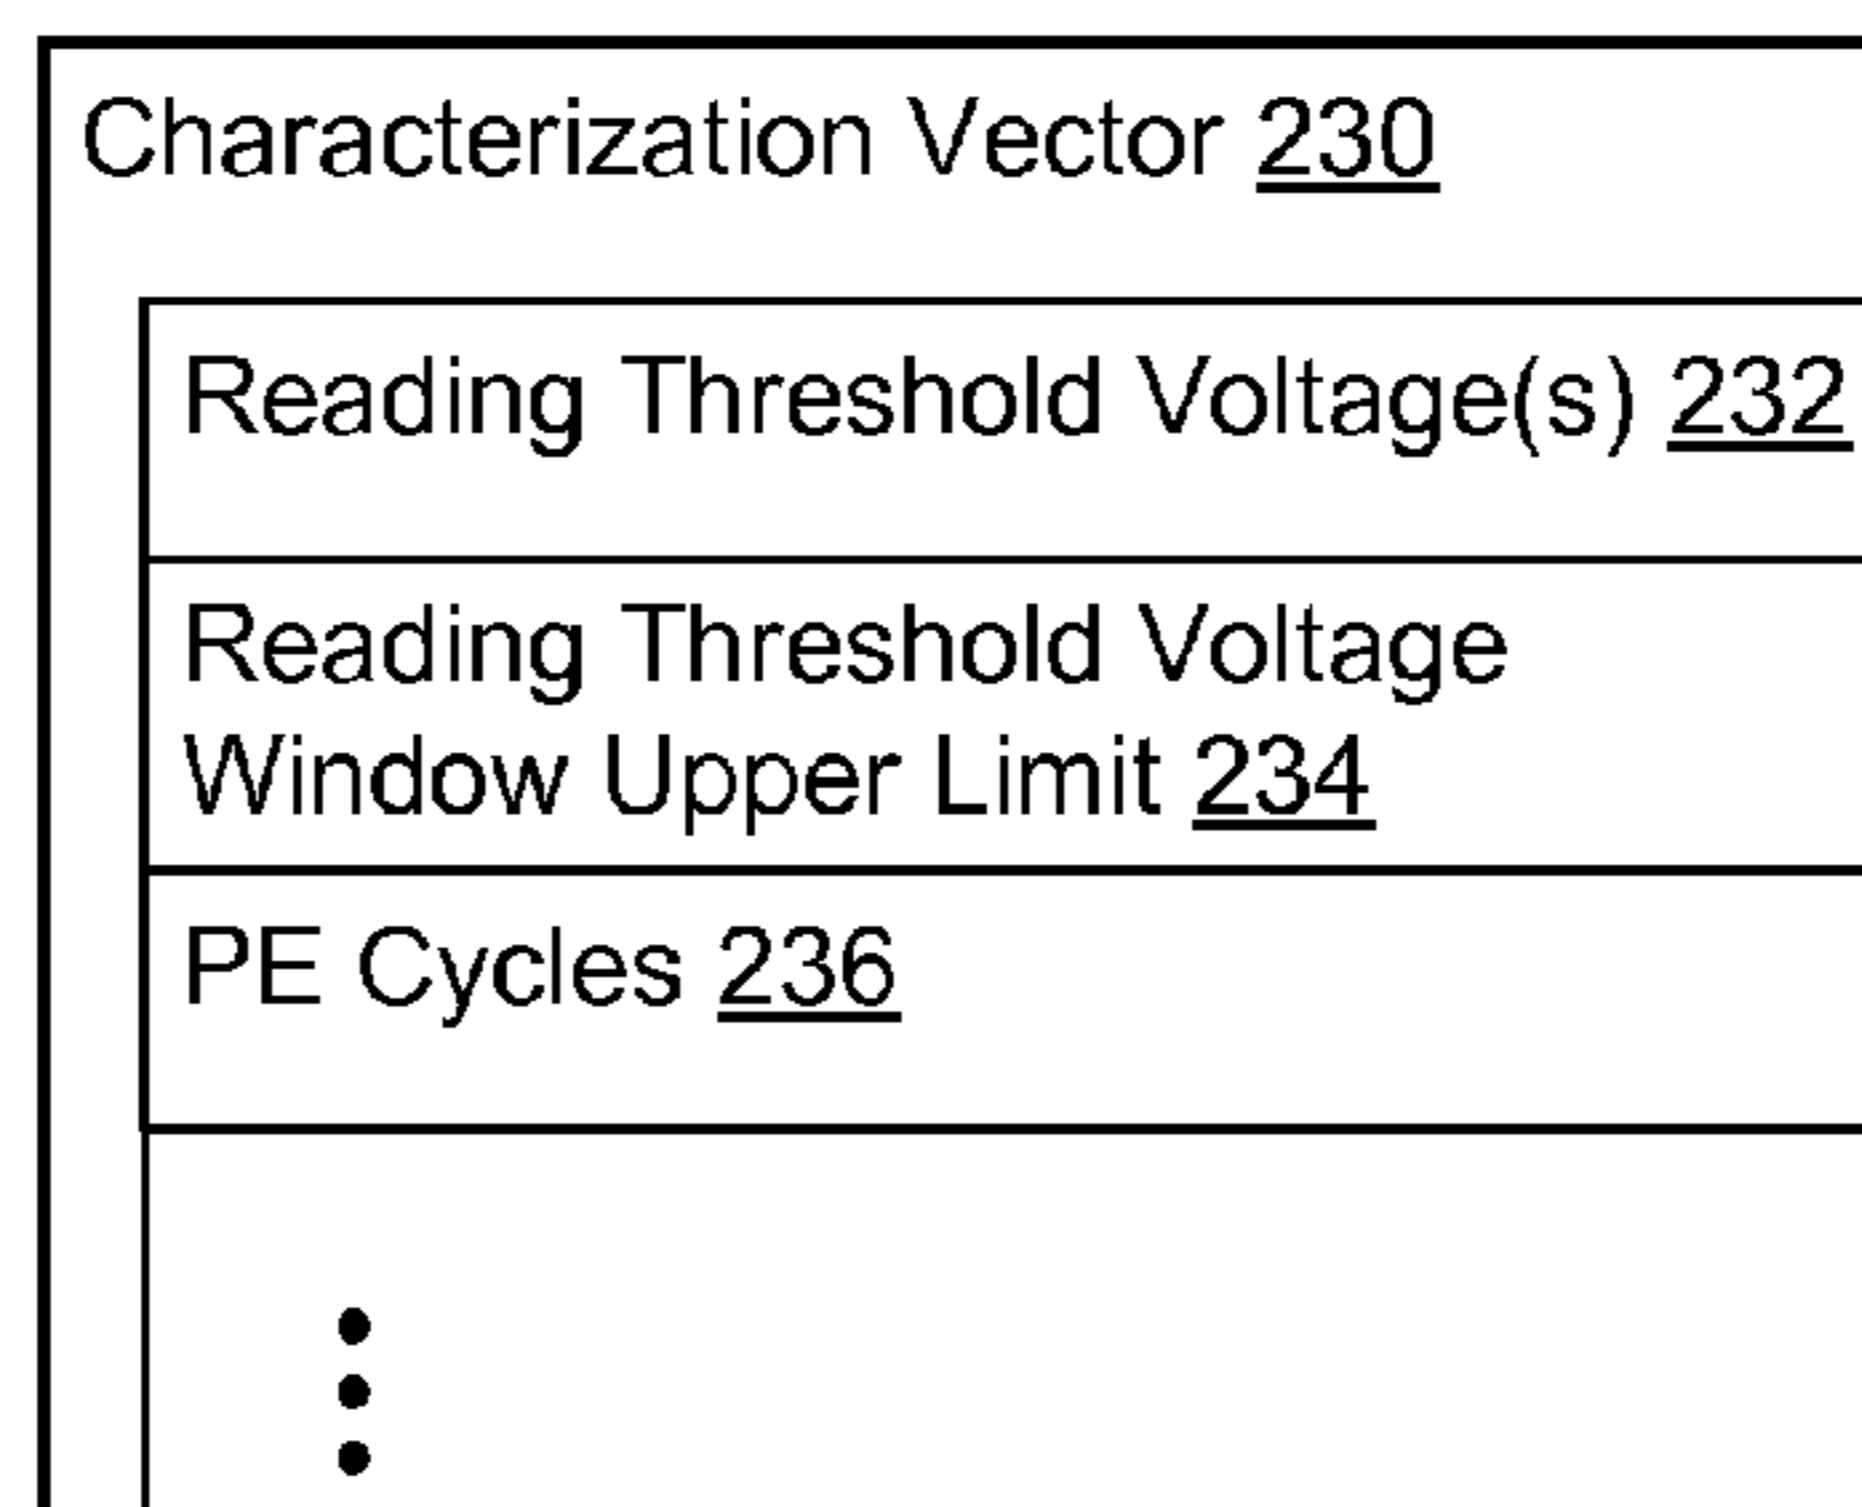 Characterization Vector 230
Reading Threshold Voltage(s) 232
Reading Threshold Voltage
Window Upper Limit 234
PE Cycles 236